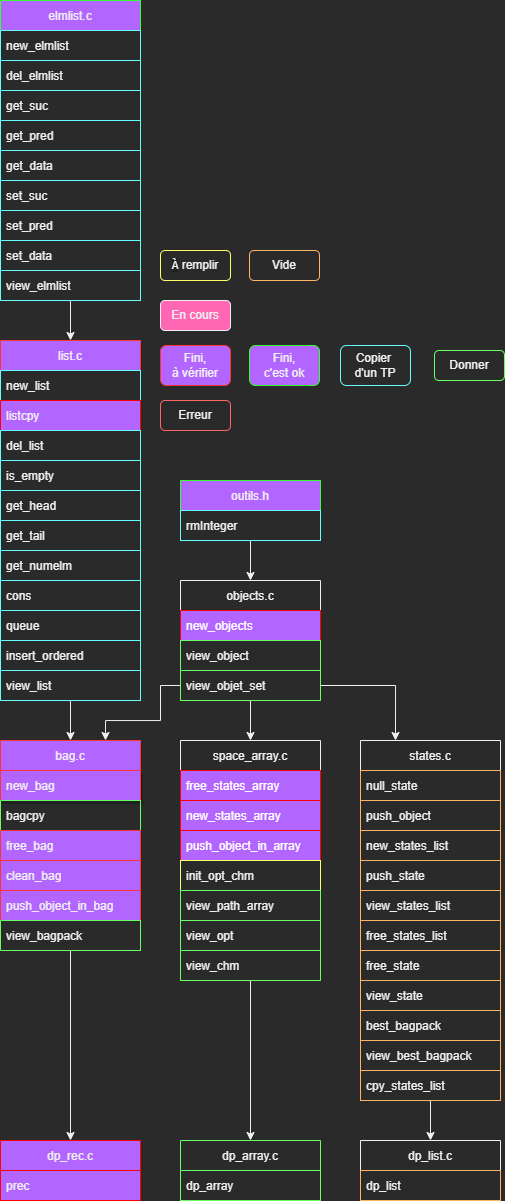 elmlist.c
new_elmlist
del_elmlist
get_suc
get_pred
get_data
set_suc
set_pred
set_data
view_elmlist
À remplir
Vide
En cours
Fini,
à vérifier
Fini,
c'est ok
Copier
d'un TP
Donner
Erreur
list.c
new_list
listcpy
del_list
is_empty
get_head
get_tail
get_numelm
cons
queue
insert_ordered
view_list
outils.h
rmInteger
objects.c
new_objects
view_object
view_objet_set
bag.c
new_bag
bagcpy
free_bag
clean_bag
push_object_in_bag
view_bagpack
space_array.c
free_states_array
new_states_array
push_object_in_array
init_opt_chm
view_path_array
view_opt
view_chm
states.c
null_state
push_object
new_states_list
push_state
view_states_list
free_states_list
free_state
view_state
best_bagpack
view_best_bagpack
cpy_states_list
dp_rec.c
prec
dp_array.c
dp_array
dp_list.c
dp_list